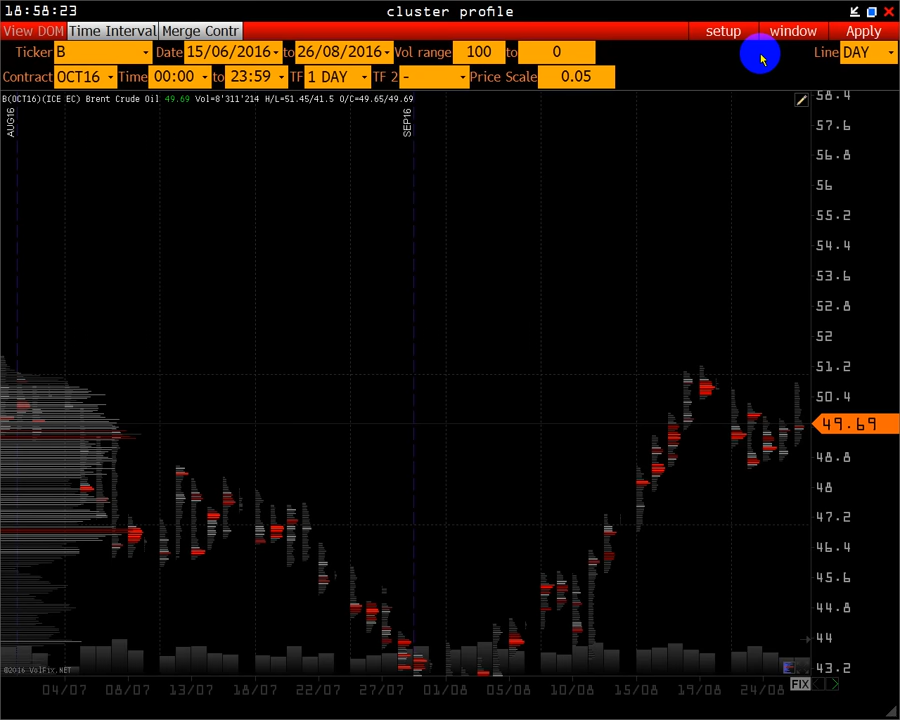 18:58:23 cluster profile
View DOM Time Interval Merge Contr setup window Apply
Ticker B Date 15/06/2016 to 26/08/2016 Vol range 100 to 0 Line DAY
Contract OCT16 Time 00:00 to 23:59 TF 1 DAY TF 2 - Price Scale 0.05
B(OCT16)(ICE EC) Brent Crude Oil 49.69 Vol=8'311'214 H/L=51.45/41.5 O/C=49.65/49.69
AUG16
SEP16
58.4
57.6
56.8
56
55.2
54.4
53.6
52.8
52
51.2
50.4
49.69
48.8
48
47.2
46.4
45.6
44.8
44
43.2
©2016 VolFix.NET
04/07 08/07 13/07 18/07 22/07 27/07 01/08 05/08 10/08 15/08 19/08 24/08 FIX